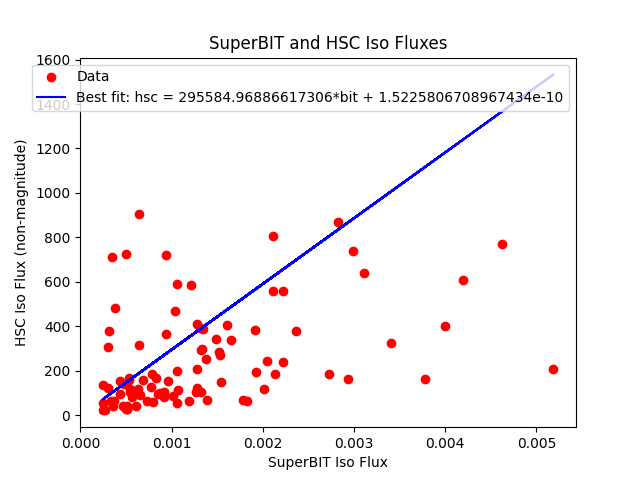 SuperBIT and HSC Iso Fluxes
Data
Best fit: hsc = 295584.96886617306*bit + 1.5225806708967434e-10
HSC Iso Flux (non-magnitude)
1600
1400
1200
1000
800
600
400
200
0
0.000 0.001 0.002 0.003 0.004 0.005
SuperBIT Iso Flux